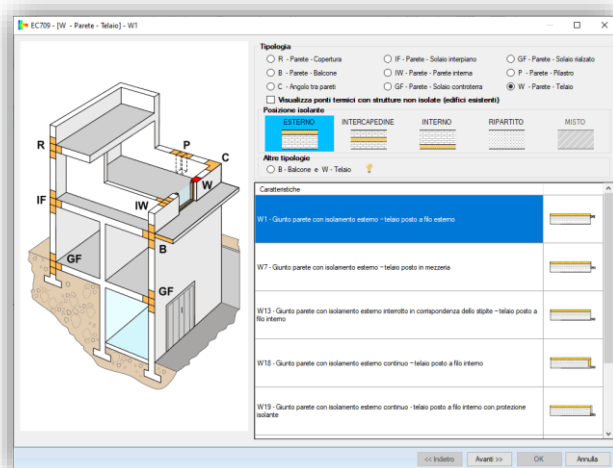 EC709 - [W - Parete - Telaio] - W1
R
P
C
W
IF
IW
B
GF
GF
Tipologia
R - Parete - Copertura
IF - Parete - Solaio interpiano
GF - Parete - Solaio rialzato
B - Parete - Balcone
IW - Parete - Parete interna
P - Parete - Pilastro
C - Angolo tra pareti
GF - Parete - Solaio controterra
W - Parete - Telaio
Visualizza ponti termici con strutture non isolate (edifici esistenti)
Posizione isolante
ESTERNO
INTERCAPEDINE
INTERNO
RIPARTITO
MISTO
Altre tipologie
B - Balcone e W - Telaio
Caratteristiche
W1 - Giunto parete con isolamento esterno – telaio posto a filo esterno
W7 - Giunto parete con isolamento esterno – telaio posto in mezzeria
W13 - Giunto parete con isolamento esterno interrotto in corrispondenza dello stipite – telaio posto a
filo interno
W18 - Giunto parete con isolamento esterno continuo – telaio posto a filo interno
W19 - Giunto parete con isolamento esterno continuo - telaio posto a filo interno con protezione
isolante
<< Indietro
Avanti >>
OK
Annulla